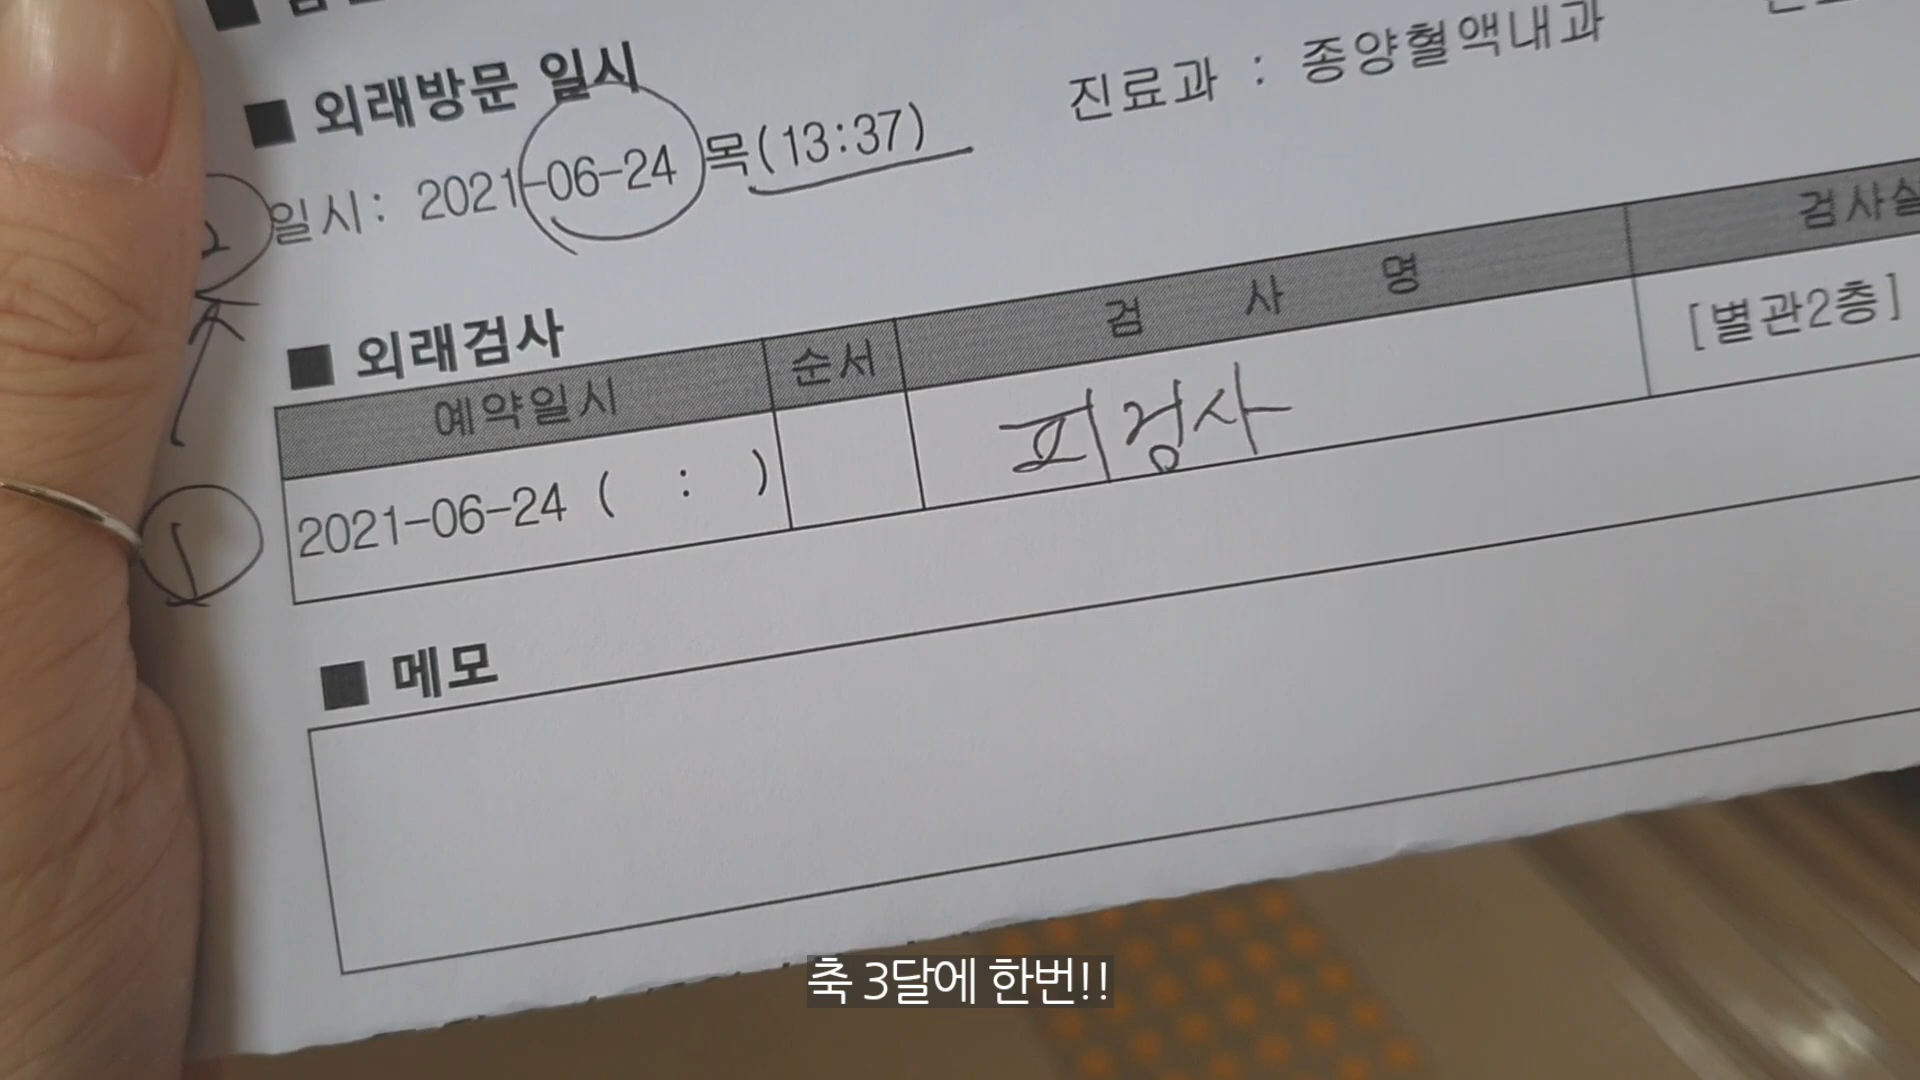 ■ 외래방문 일시
일시: 2021-06-24 목(13:37) 진료과 : 종양혈액내과
2
■ 외래검사
예약일시 순서 검 사 명 검사실
1 2021-06-24 ( : ) 피검사 [별관2층]
■ 메모
축 3달에 한번!!